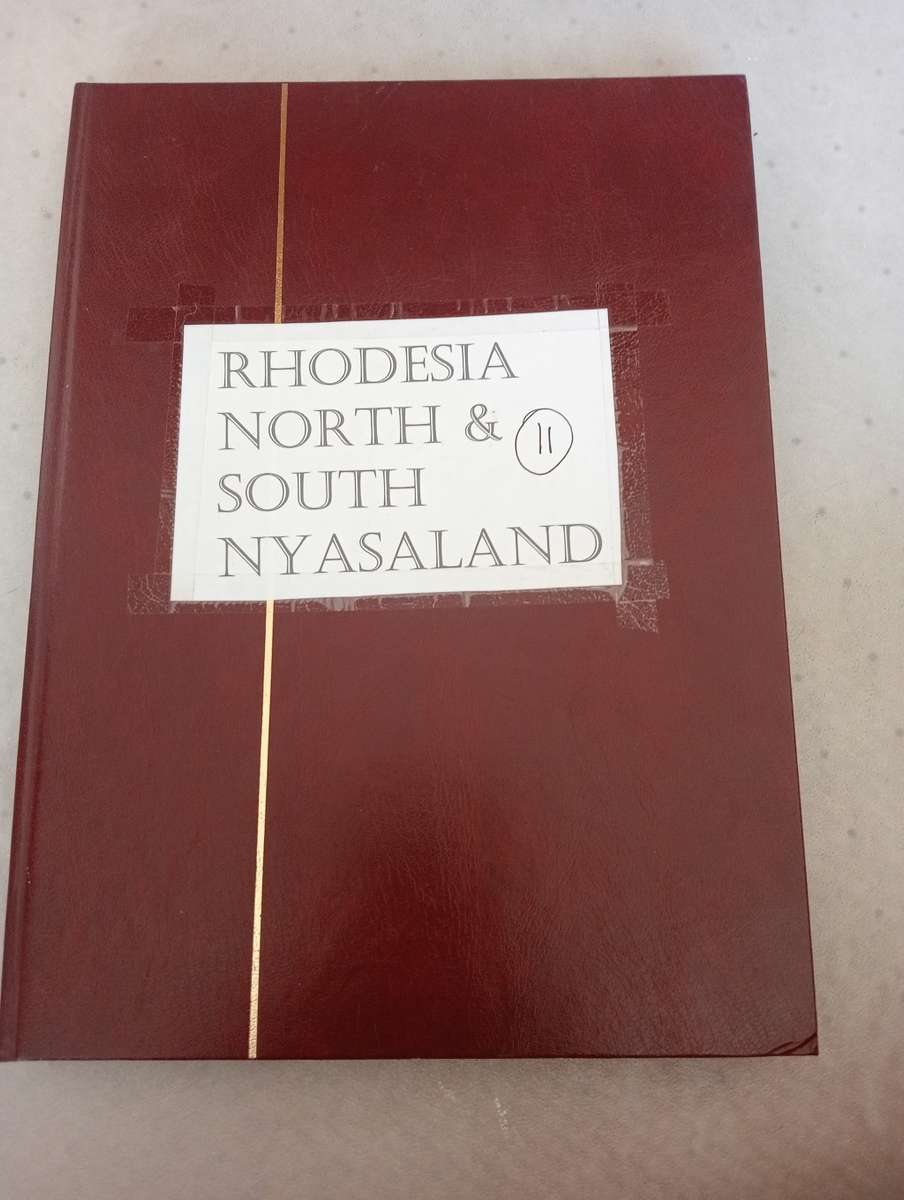 RHODESIA
NORTH & 11
SOUTH
NYASALAND